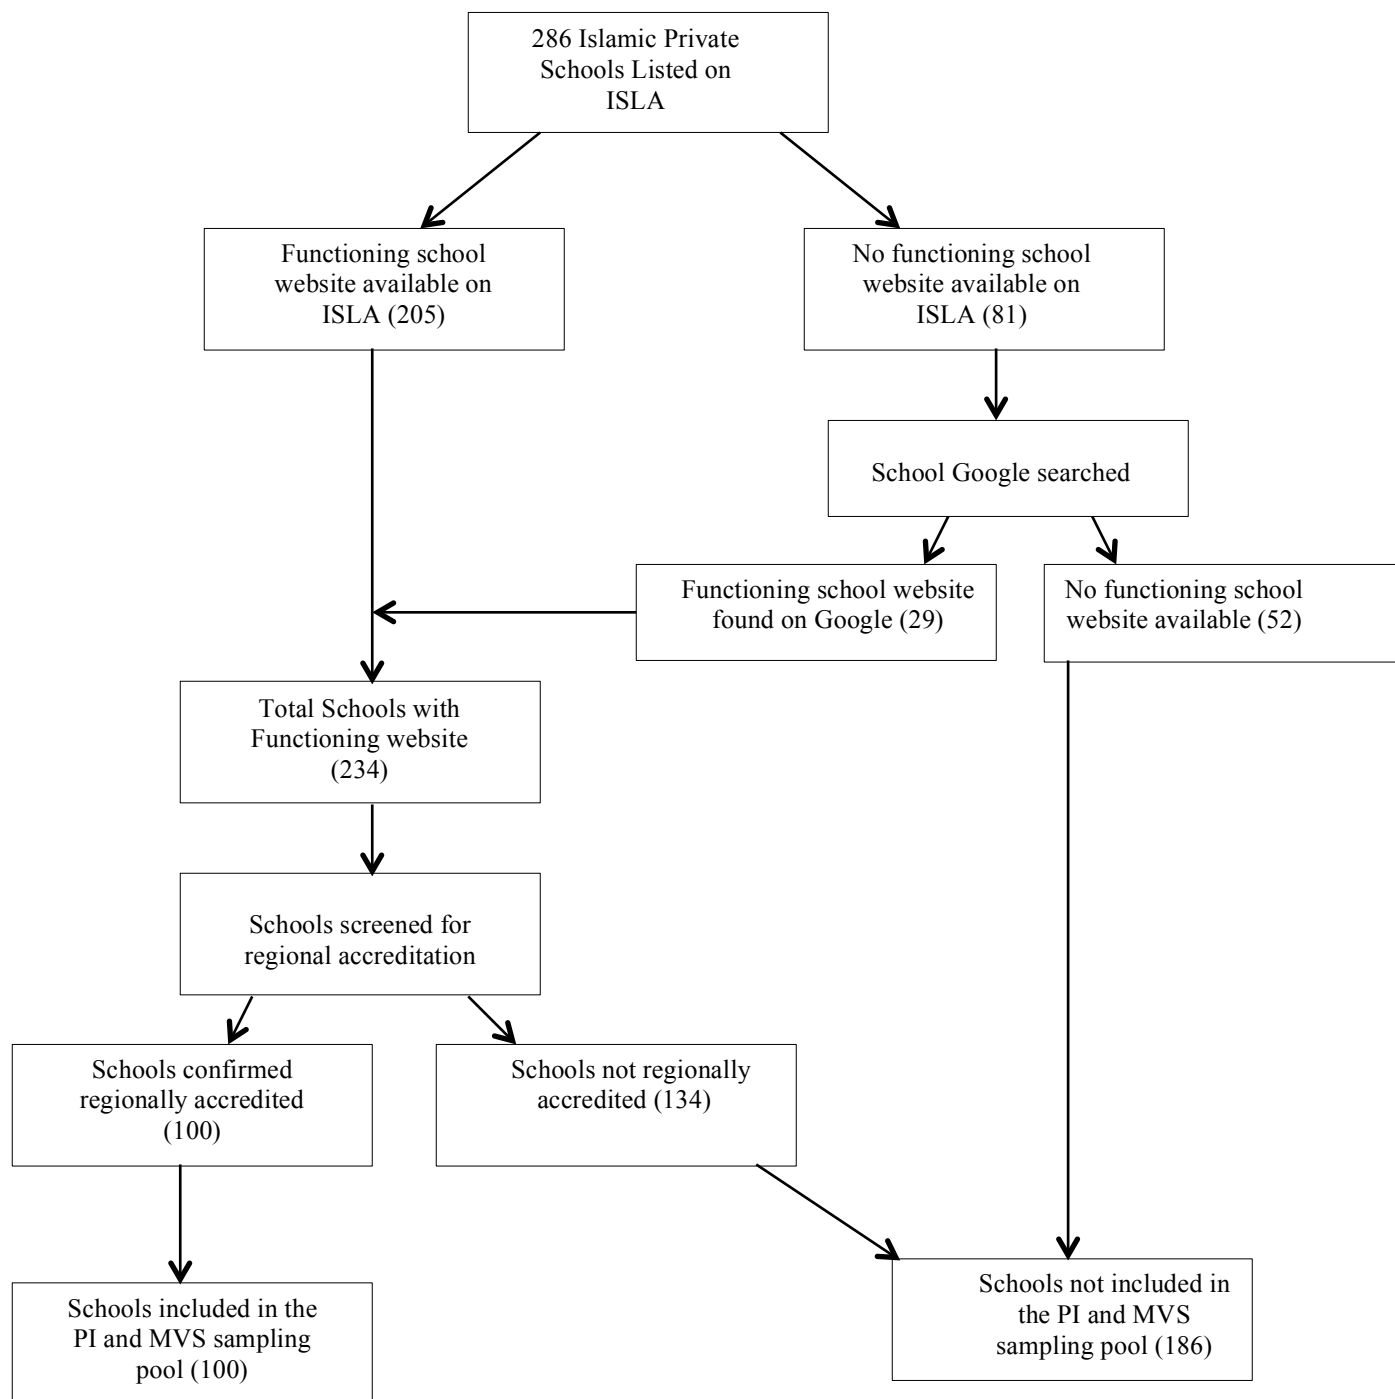 286 Islamic Private
Schools Listed on
ISLA
Functioning school
website available on
ISLA (205)
No functioning school
website available on
ISLA (81)
School Google searched
Functioning school website
found on Google (29)
No functioning school
website available (52)
Total Schools with
Functioning website
(234)
Schools screened for
regional accreditation
Schools confirmed
regionally accredited
(100)
Schools not regionally
accredited (134)
Schools included in the
PI and MVS sampling
pool (100)
Schools not included in
the PI and MVS
sampling pool (186)